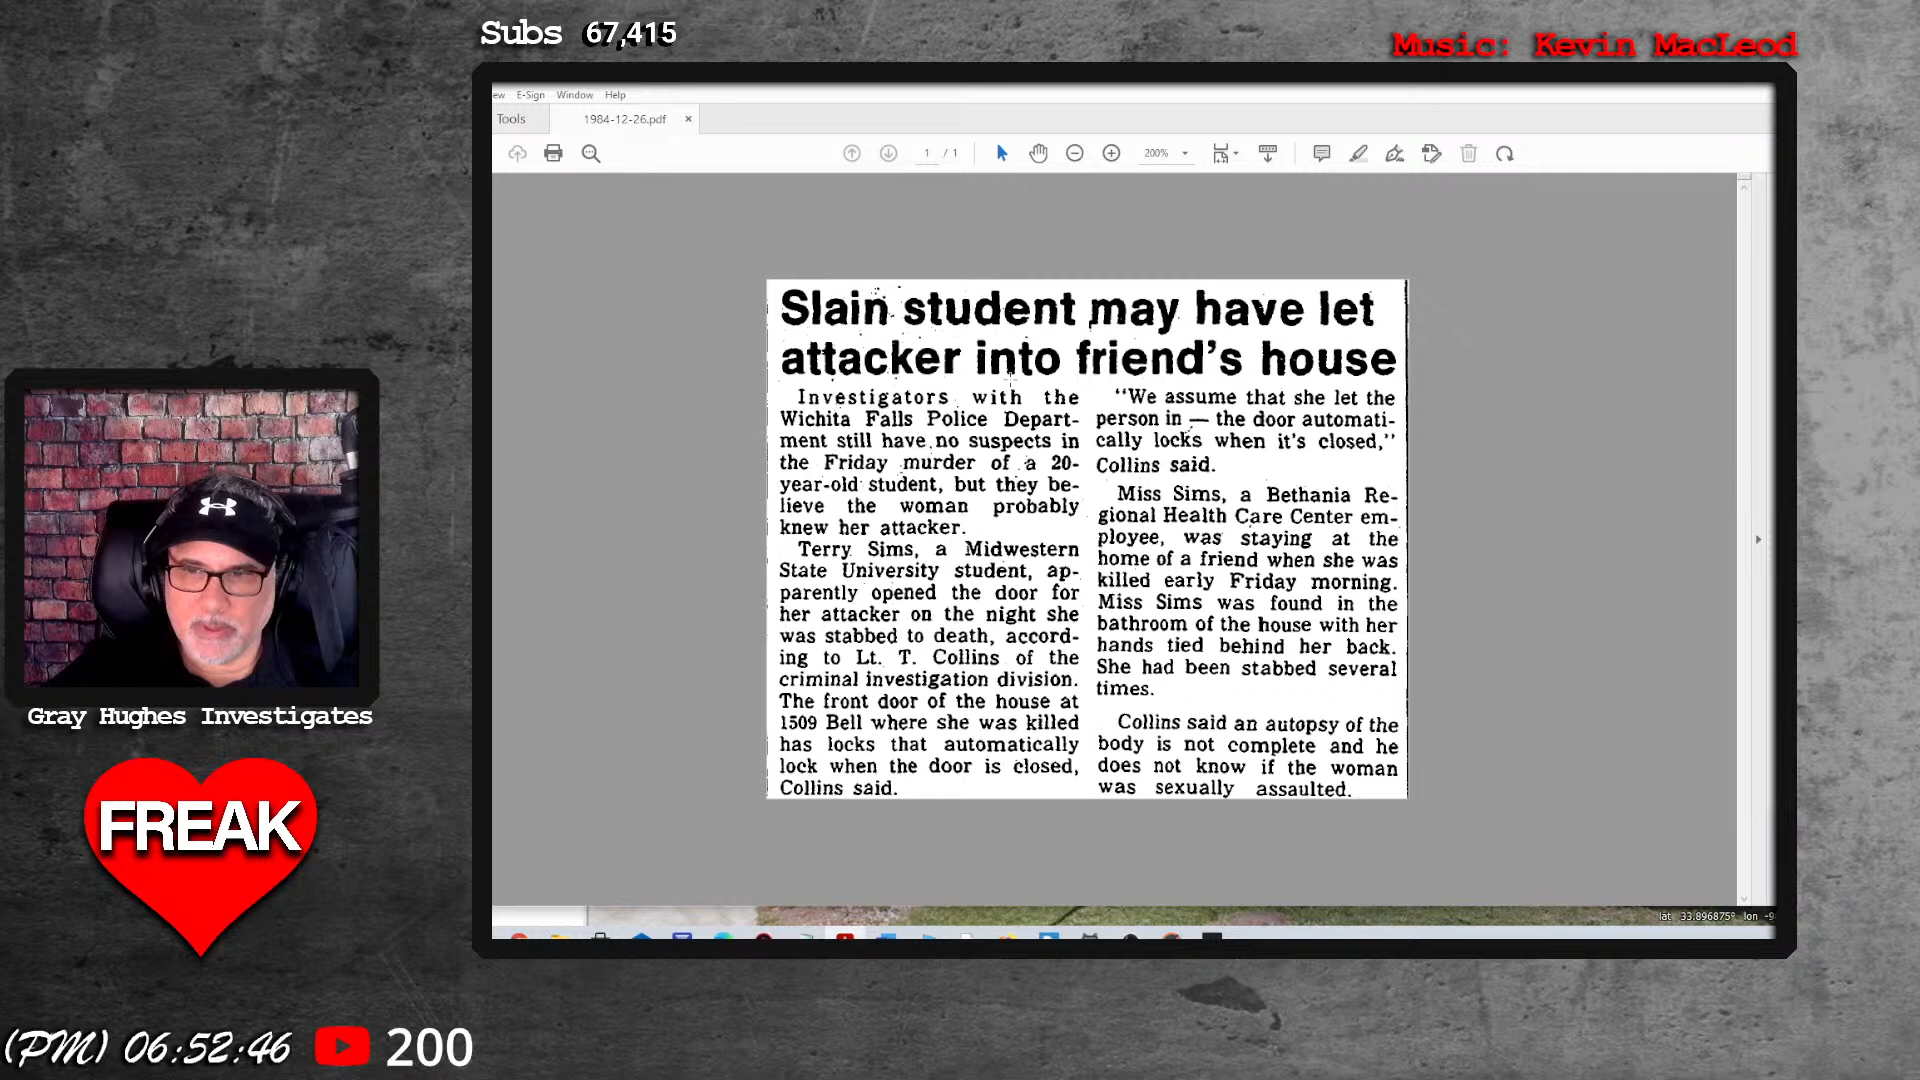 Subs 67,415
Music: Kevin MacLeod
ew E-Sign Window Help
Tools 1984-12-26.pdf ×
1 / 1 200%
Slain student may have let
attacker into friend's house
Investigators with the
Wichita Falls Police Depart-
ment still have no suspects in
the Friday murder of a 20-
year-old student, but they be-
lieve the woman probably
knew her attacker.
Terry Sims, a Midwestern
State University student, ap-
parently opened the door for
her attacker on the night she
was stabbed to death, accord-
ing to Lt. T. Collins of the
criminal investigation division.
The front door of the house at
1509 Bell where she was killed
has locks that automatically
lock when the door is closed,
Collins said.
"We assume that she let the
person in — the door automati-
cally locks when it's closed,"
Collins said.
Miss Sims, a Bethania Re-
gional Health Care Center em-
ployee, was staying at the
home of a friend when she was
killed early Friday morning.
Miss Sims was found in the
bathroom of the house with her
hands tied behind her back.
She had been stabbed several
times.
Collins said an autopsy of the
body is not complete and he
does not know if the woman
was sexually assaulted.
lat 33.896875° lon -9
Gray Hughes Investigates
FREAK
(PM) 06:52:46 200